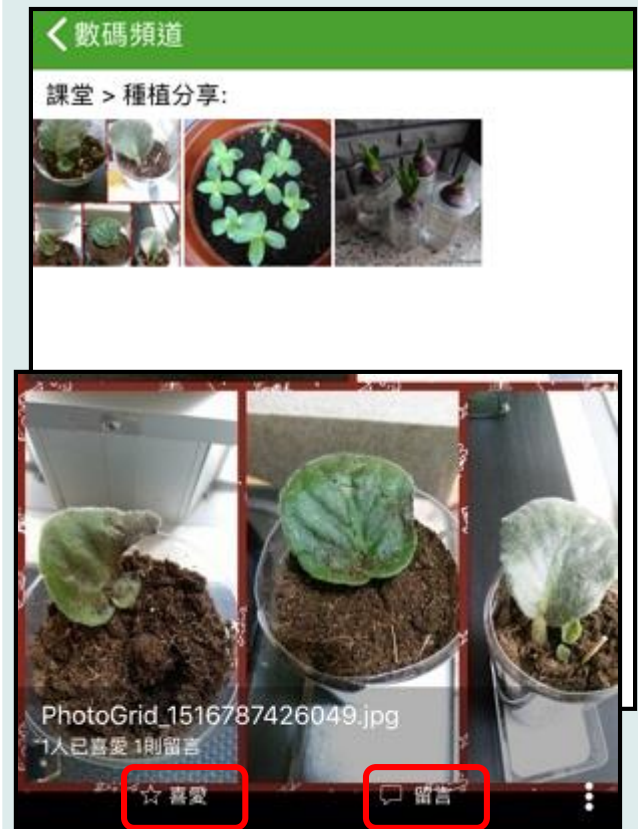 數碼頻道
課堂 > 種植分享:
PhotoGrid_1516787426049.jpg
1人已喜愛 1則留言
喜愛
留言